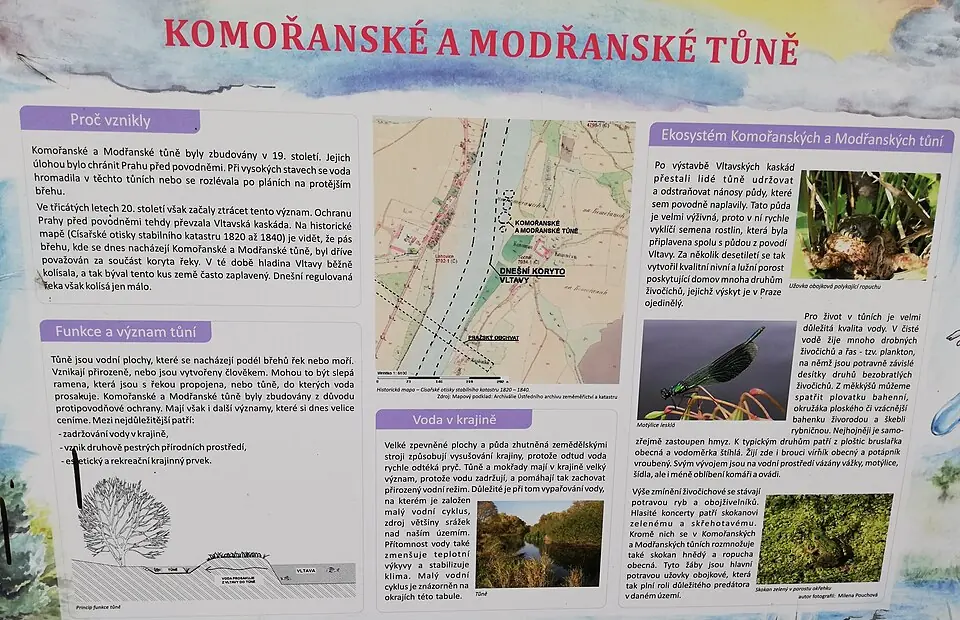 KOMOŘANSKÉ A MODŘANSKÉ TŮNĚ
Proč vznikly
Komořanské a Modřanské tůně byly zbudovány v 19. století. Jejich
úlohou bylo chránit Prahu před povodněmi. Při vysokých stavech se voda
hromadila v těchto tůních nebo se rozlévala po pláních na protějším
břehu.
Ve třicátých letech 20. století však začaly ztrácet tento význam. Ochranu
Prahy před povodněmi tehdy převzala Vltavská kaskáda. Na historické
mapě (Císařské otisky stabilního katastru 1820 až 1840) je vidět, že pás
břehu, kde se dnes nacházejí Komořanské a Modřanské tůně, byl dříve
považován za součást koryta řeky. V té době hladina Vltavy běžně
kolísala, a tak býval tento kus země často zaplavený. Dnešní regulovaná
řeka však kolísá jen málo.
Funkce a význam tůní
Tůně jsou vodní plochy, které se nacházejí podél břehů řek nebo moří.
Vznikají přirozeně, nebo jsou vytvořeny člověkem. Mohou to být slepá
ramena, která jsou s řekou propojena, nebo tůně, do kterých voda
prosakuje. Komořanské a Modřanské tůně byly zbudovány z důvodu
protipovodňové ochrany. Mají však i další významy, které si dnes velice
ceníme. Mezi nejdůležitější patří:
- zadržování vody v krajině,
- vznik druhově pestrých přírodních prostředí,
- estetický a rekreační krajinný prvek.
TŮNĚ
VODA PROSAKUJE
Z VLTAVY DO TŮNĚ
VLTAVA
Princip funkce tůně
KOMOŘANSKÉ
A MODŘANSKÉ TŮNĚ
DNEŠNÍ KORYTO
VLTAVY
PRAŽSKÝ OBCHVAT
Historická mapa – Císařské otisky stabilního katastru 1820 – 1840.
Zdroj: Mapový podklad: Archiválie Ústředního archivu zeměměřictví a katastru
Voda v krajině
Velké zpevněné plochy a půda zhutněná zemědělskými
stroji způsobují vysušování krajiny, protože odtud voda
rychle odtéká pryč. Tůně a mokřady mají v krajině velký
význam, protože vodu zadržují, a pomáhají tak zachovat
přirozený vodní režim. Důležité je při tom vypařování vody,
na kterém je založen
malý vodní cyklus,
zdroj většiny srážek
nad naším územím.
Přítomnost vody také
zmenšuje teplotní
výkyvy a stabilizuje
klima. Malý vodní
cyklus je znázorněn na
okrajích této tabule.
Tůně
Ekosystém Komořanských a Modřanských tůní
Po výstavbě Vltavských kaskád
přestali lidé tůně udržovat
a odstraňovat nánosy půdy, které
sem povodně naplavily. Tato půda
je velmi výživná, proto v ní rychle
vyklíčí semena rostlin, která byla
připlavena spolu s půdou z povodí
Vltavy. Za několik desetiletí se tak
vytvořil kvalitní nivní a lužní porost
poskytující domov mnoha druhům
živočichů, jejichž výskyt je v Praze
ojedinělý.
Užovka obojková polykající ropuchu
Motýlice lesklá
Pro život v tůních je velmi
důležitá kvalita vody. V čisté
vodě žije mnoho drobných
živočichů a řas - tzv. plankton,
na němž jsou potravně závislé
desítky druhů bezobratlých
živočichů. Z měkkýšů můžeme
spatřit plovatku bahenní,
okružáka ploského či vzácnější
bahenku živorodou a škebli
rybničnou. Nejhojněji je samo-
zřejmě zastoupen hmyz. K typickým druhům patří z ploštic bruslařka
obecná a vodoměrka štíhlá. Žijí zde i brouci vírník obecný a potápník
vroubený. Svým vývojem jsou na vodní prostředí vázány vážky, motýlice,
šídla, ale i méně oblíbení komáři a ovádi.
Výše zmínění živočichové se stávají
potravou ryb a obojživelníků.
Hlasité koncerty patří skokanovi
zelenému a skřehotavému.
Kromě nich se v Komořanských
a Modřanských tůních rozmnožuje
také skokan hnědý a ropucha
obecná. Tyto žáby jsou hlavní
potravou užovky obojkové, která
tak plní roli důležitého predátora
v daném území.
Skokan zelený v porostu okřehku
autor fotografií: Milena Pouchová